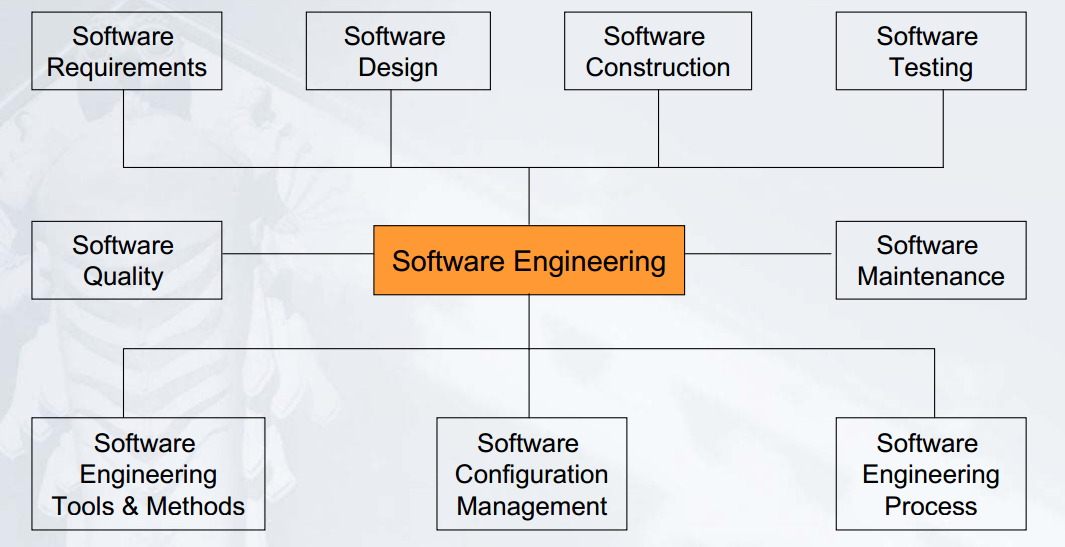 Software
Requirements
Software
Design
Software
Construction
Software
Testing
Software
Quality
Software Engineering
Software
Maintenance
Software
Engineering
Tools & Methods
Software
Configuration
Management
Software
Engineering
Process